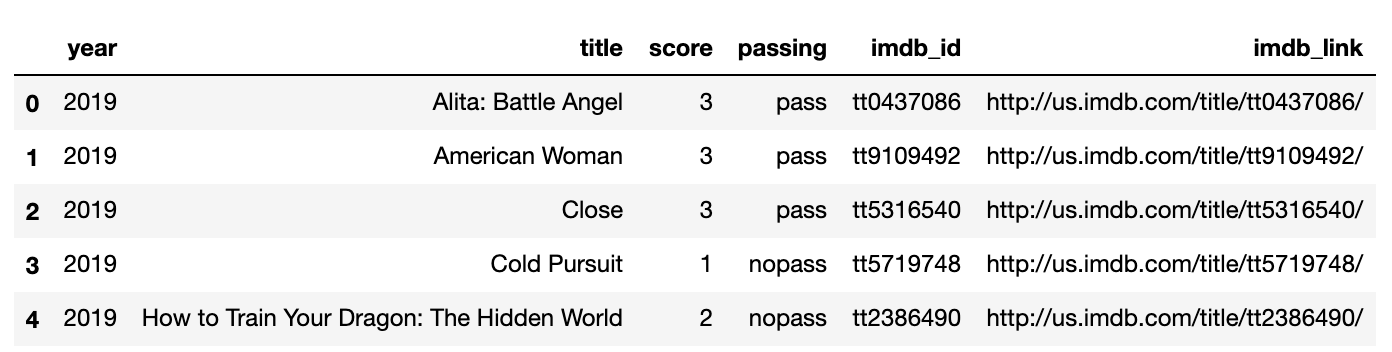 year title score passing imdb_id imdb_link
0 2019 Alita: Battle Angel 3 pass tt0437086 http://us.imdb.com/title/tt0437086/
1 2019 American Woman 3 pass tt9109492 http://us.imdb.com/title/tt9109492/
2 2019 Close 3 pass tt5316540 http://us.imdb.com/title/tt5316540/
3 2019 Cold Pursuit 1 nopass tt5719748 http://us.imdb.com/title/tt5719748/
4 2019 How to Train Your Dragon: The Hidden World 2 nopass tt2386490 http://us.imdb.com/title/tt2386490/